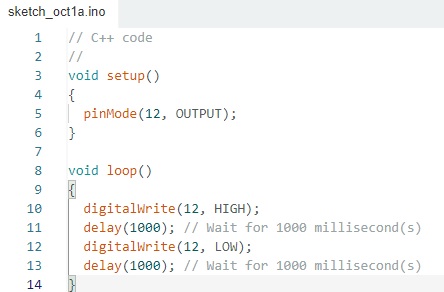 sketch_oct1a.ino
1 // C++ code
2 //
3 void setup()
4 {
5   pinMode(12, OUTPUT);
6 }
7
8 void loop()
9 {
10   digitalWrite(12, HIGH);
11   delay(1000); // Wait for 1000 millisecond(s)
12   digitalWrite(12, LOW);
13   delay(1000); // Wait for 1000 millisecond(s)
14 }